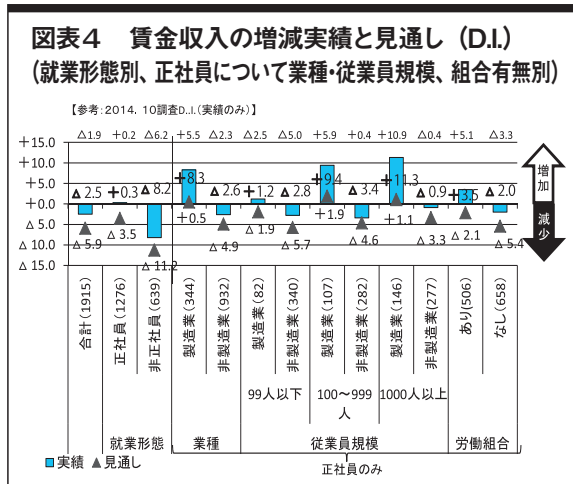 図表4 賃金収入の増減実績と見通し（D.I.）
（就業形態別、正社員について業種・従業員規模、組合有無別）
【参考：2014．10調査D..I.（実績のみ）】
+15.0 △1.9 +0.2 △6.2 +5.5 △2.3 △2.5 △5.0 +5.9 +0.4 +10.9 △0.4 +5.1 △3.3
+10.0
+5.0
+0.0
△5.0
△10.0
△15.0
△2.5 +0.3 △8.2 +8.3 △2.6 +1.2 △2.8 +9.4 △3.4 +11.3 △0.9 +3.5 △2.0
△5.9 △3.5 △11.2 +0.5 △4.9 △1.9 △5.7 +1.9 △4.6 +1.1 △3.3 △2.1 △5.4
増加
減少
合計(1915)
正社員(1276)
非正社員(639)
製造業(344)
非製造業(932)
製造業(82)
非製造業(340)
製造業(107)
非製造業(282)
製造業(146)
非製造業(277)
あり(506)
なし(658)
99人以下 100～999人 1000人以上
就業形態 業種 従業員規模 労働組合
■実績 ▲見通し 正社員のみ